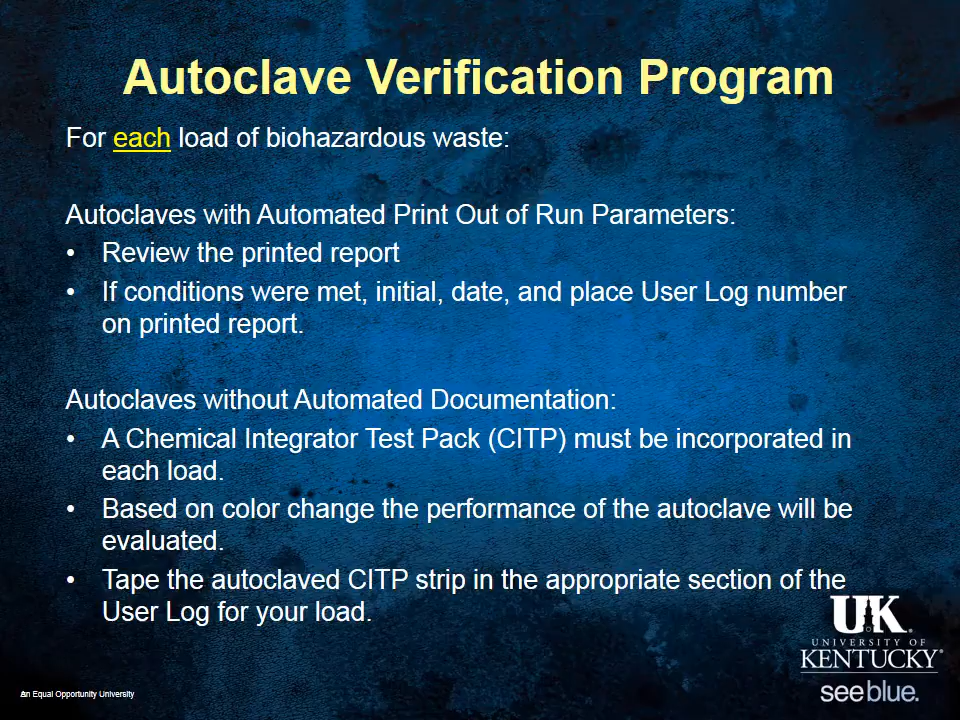 Autoclave Verification Program
For each load of biohazardous waste:
Autoclaves with Automated Print Out of Run Parameters:
• Review the printed report
• If conditions were met, initial, date, and place User Log number
on printed report.
Autoclaves without Automated Documentation:
• A Chemical Integrator Test Pack (CITP) must be incorporated in
each load.
• Based on color change the performance of the autoclave will be
evaluated.
• Tape the autoclaved CITP strip in the appropriate section of the
User Log for your load.
UK
UNIVERSITY OF
KENTUCKY®
see blue.
An Equal Opportunity University